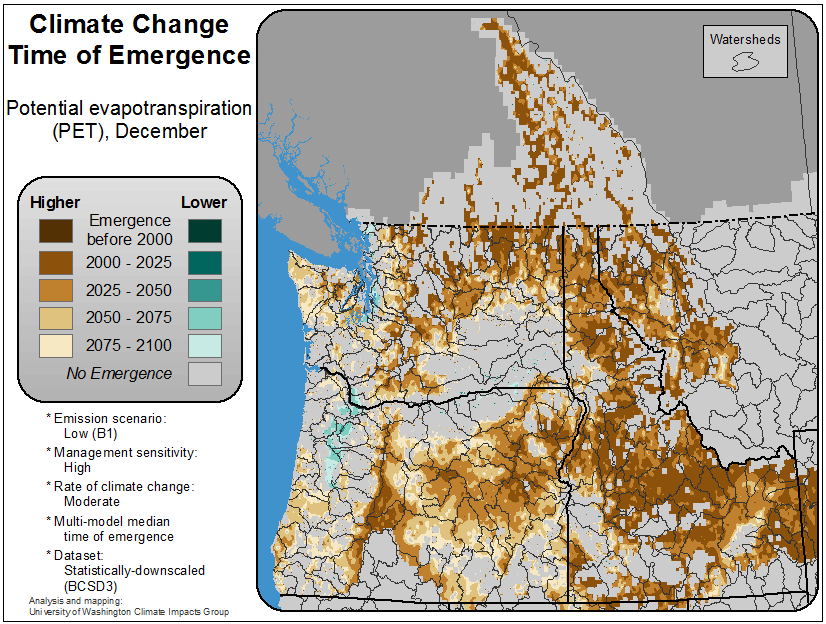 Climate Change
Time of Emergence
Potential evapotranspiration
(PET), December
Higher
Lower
Emergence
before 2000
2000 - 2025
2025 - 2050
2050 - 2075
2075 - 2100
No Emergence
* Emission scenario:
Low (B1)
* Management sensitivity:
High
* Rate of climate change:
Moderate
* Multi-model median
time of emergence
* Dataset:
Statistically-downscaled
(BCSD3)
Analysis and mapping:
University of Washington Climate Impacts Group
Watersheds